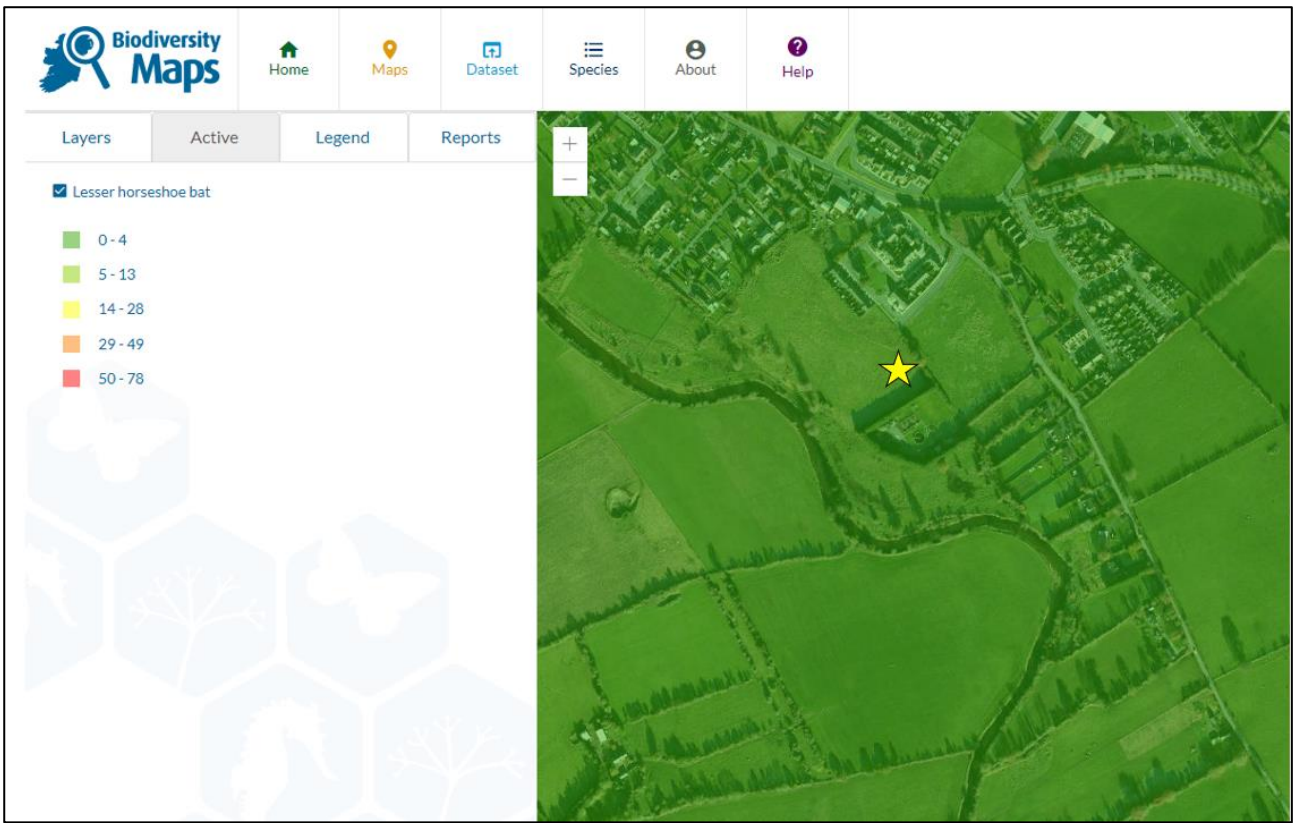 Biodiversity
Maps
Home
Maps
Dataset
Species
About
Help
Layers
Active
Legend
Reports
+
−
Lesser horseshoe bat
0 - 4
5 - 13
14 - 28
29 - 49
50 - 78